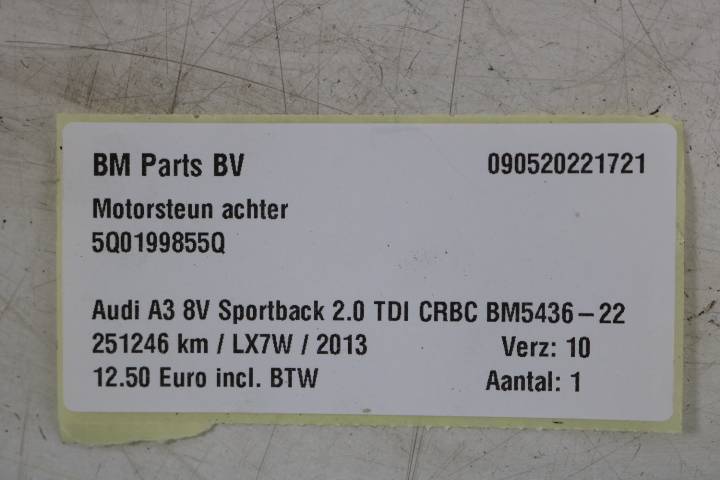 BM Parts BV 090520221721
Motorsteun achter
5Q0199855Q
Audi A3 8V Sportback 2.0 TDI CRBC BM5436-22
251246 km / LX7W / 2013 Verz: 10
12.50 Euro incl. BTW Aantal: 1